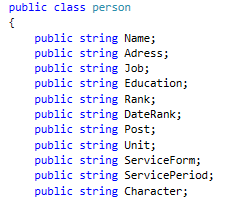 public class person
{
public string Name;
public string Adress;
public string Job;
public string Education;
public string Rank;
public string DateRank;
public string Post;
public string Unit;
public string ServiceForm;
public string ServicePeriod;
public string Character;